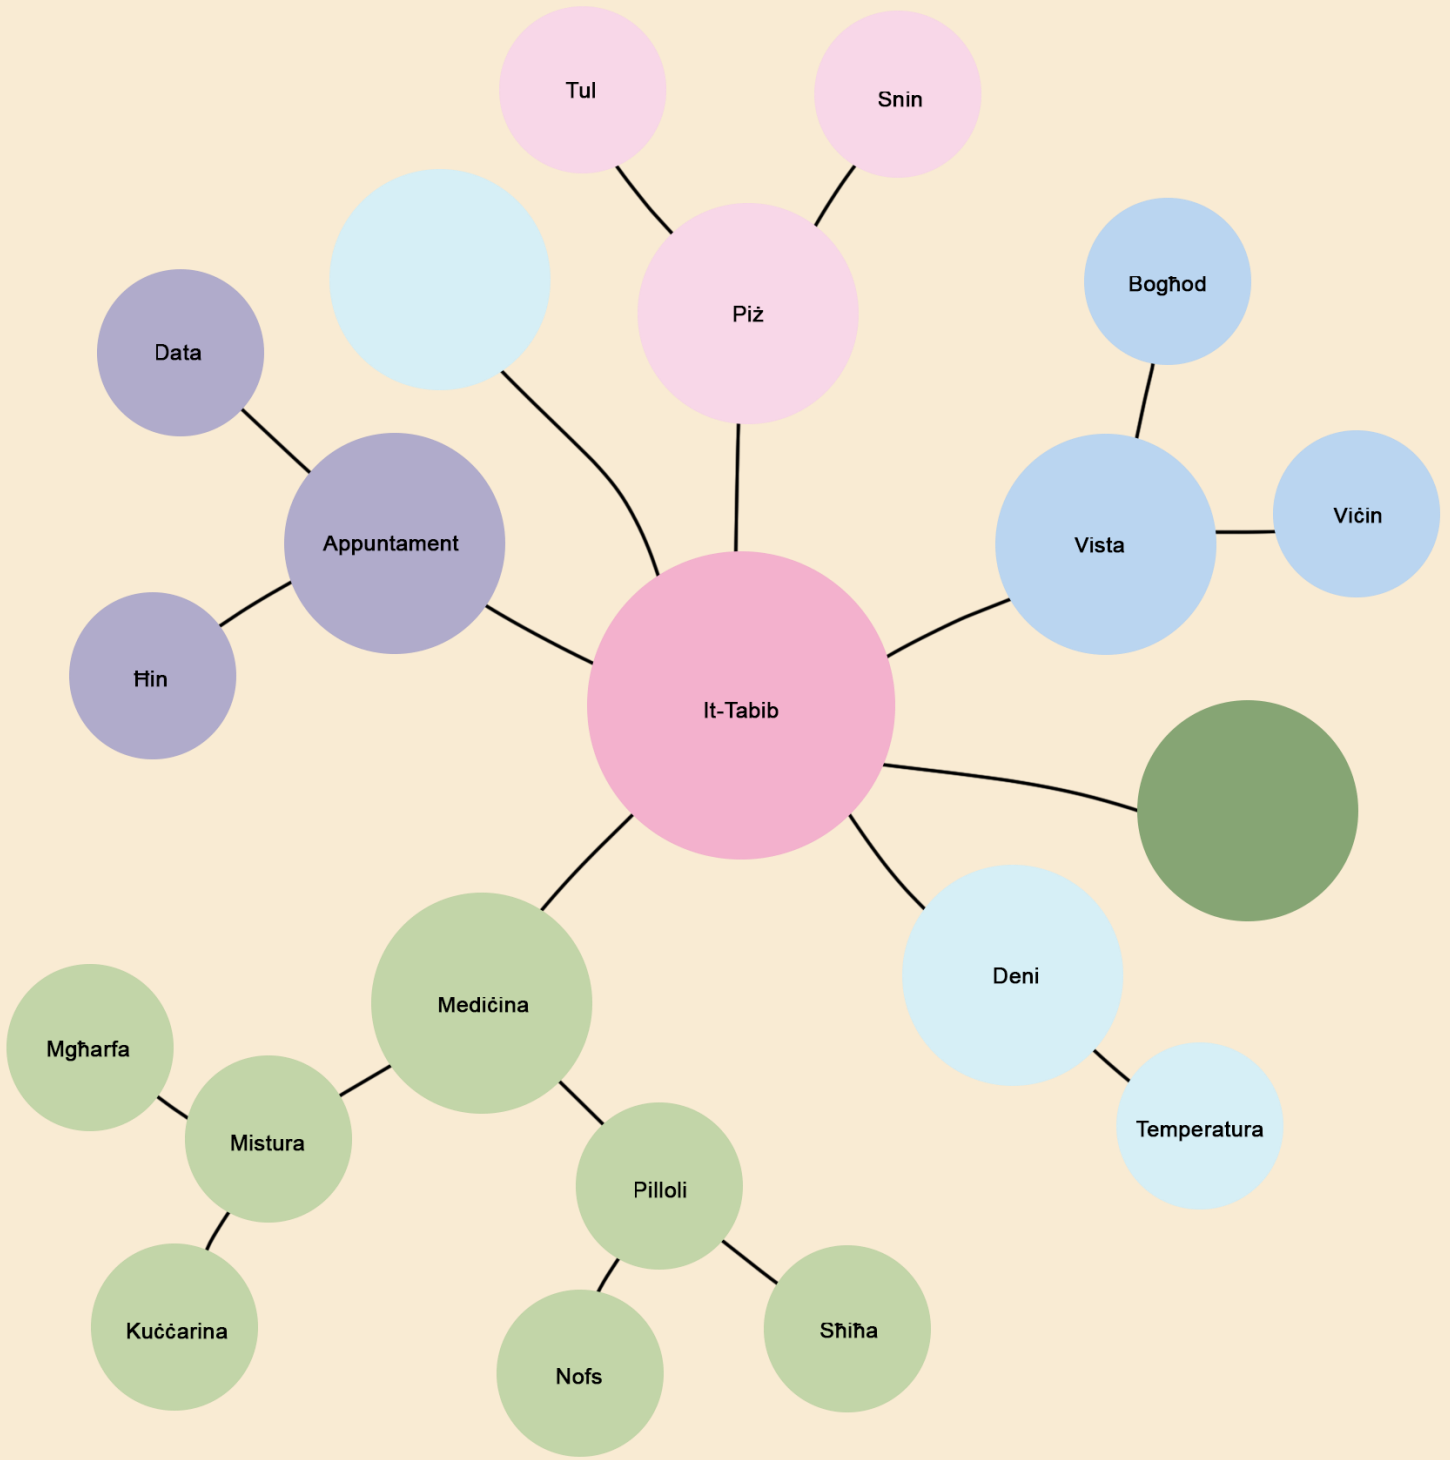 Tul
Snin
Bogħod
Piż
Data
Viċin
Appuntament
Vista
Ħin
It-Tabib
Deni
Mediċina
Mgħarfa
Temperatura
Mistura
Pilloli
Kuċċarina
Sħiħa
Nofs